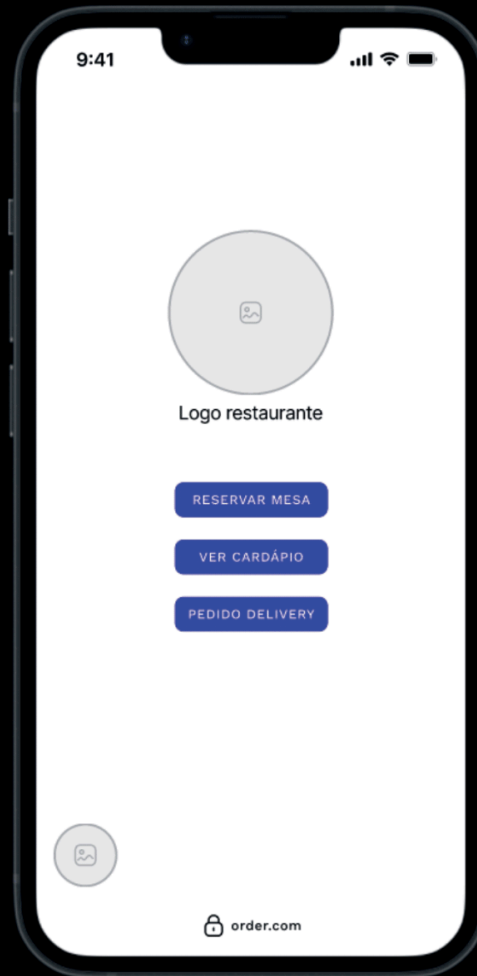 9:41
Logo restaurante
RESERVAR MESA
VER CARDÁPIO
PEDIDO DELIVERY
order.com